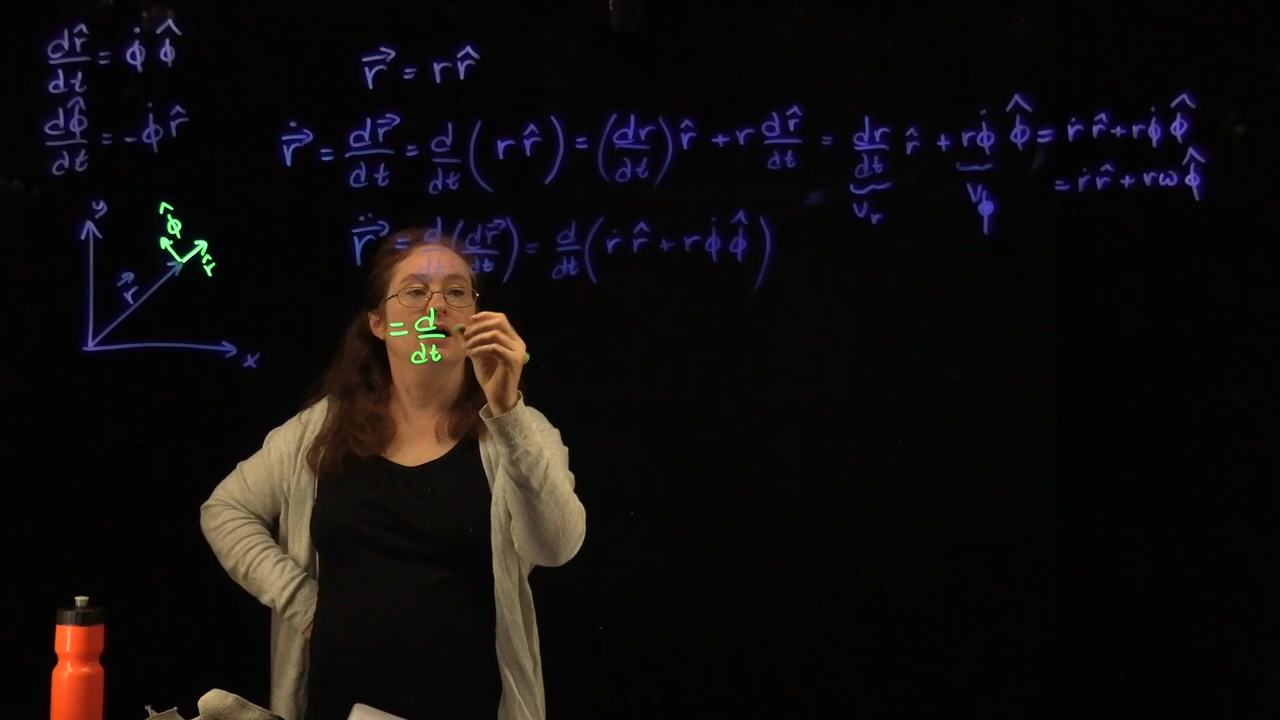 dr̂/dt = φ̇ φ̂
dφ̂/dt = -φ̇ r̂
r⃗ = r r̂
ṙ⃗ = dr⃗/dt = d/dt ( r r̂ ) = (dr/dt) r̂ + r dr̂/dt = dr/dt r̂ + rφ̇ φ̂ = ṙ r̂ + rφ̇ φ̂
= ṙ r̂ + rω φ̂
v_r v_φ
r̈⃗ = d/dt (dr⃗/dt) = d/dt ( ṙ r̂ + rφ̇ φ̂ )
= d/dt
y
φ̂
r̂
r⃗
x